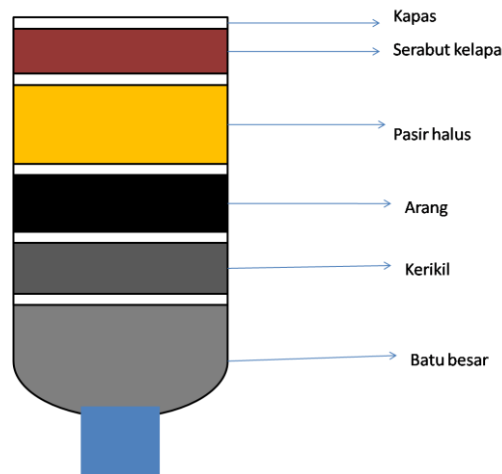 Kapas
Serabut kelapa
Pasir halus
Arang
Kerikil
Batu besar